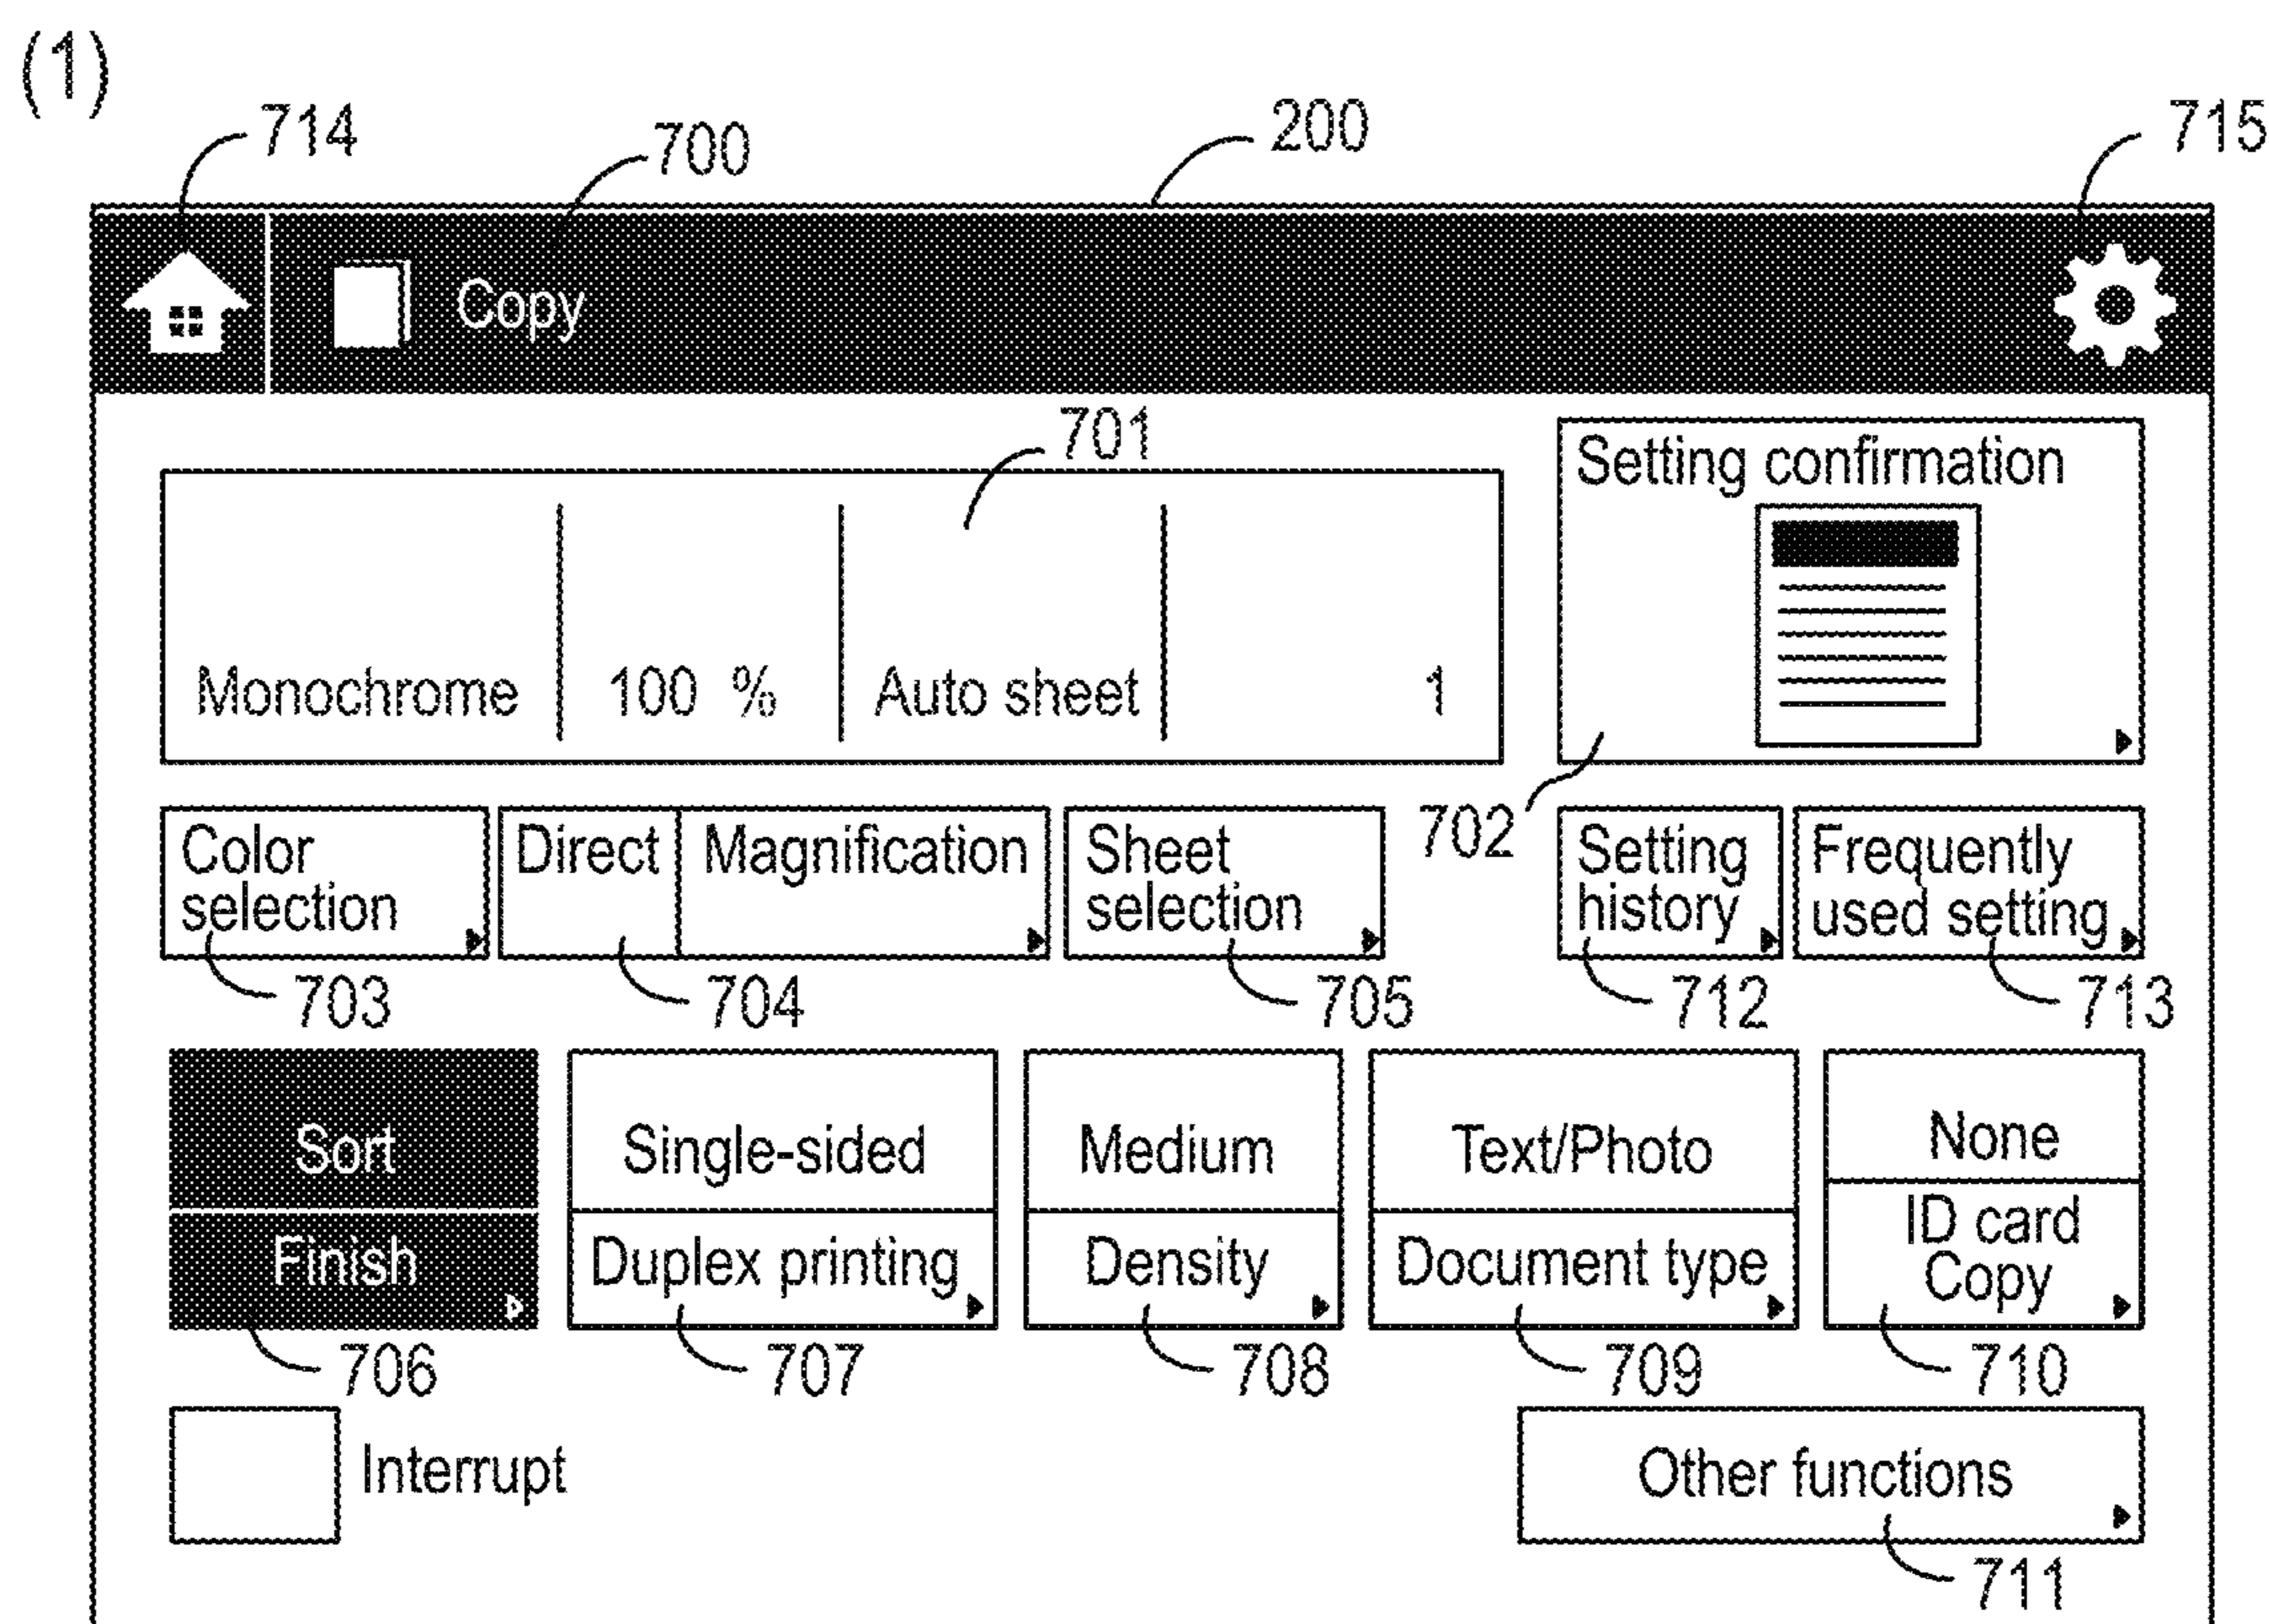 (1)
714
700
200
715
Copy
701
Setting confirmation
Monochrome
100 %
Auto sheet
1
702
Color
selection
Direct
Magnification
Sheet
selection
Setting
history
Frequently
used setting
703
704
705
712
713
Sort
Finish
Single-sided
Duplex printing
Medium
Density
Text/Photo
Document type
None
ID card
Copy
706
707
708
709
710
Interrupt
Other functions
711